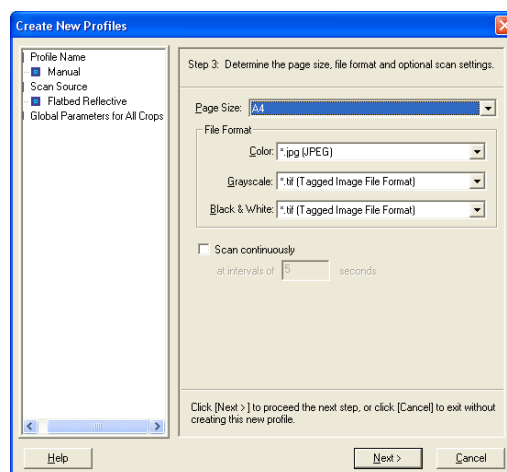 Create New Profiles
Profile Name
Manual
Scan Source
Flatbed Reflective
Global Parameters for All Crops
Step 3: Determine the page size, file format and optional scan settings.
Page Size: A4
File Format
Color: *.jpg (JPEG)
Grayscale: *.tif (Tagged Image File Format)
Black & White: *.tif (Tagged Image File Format)
Scan continuously
at intervals of 5 seconds
Click [Next >] to proceed the next step, or click [Cancel] to exit without
creating this new profile.
Help Next > Cancel